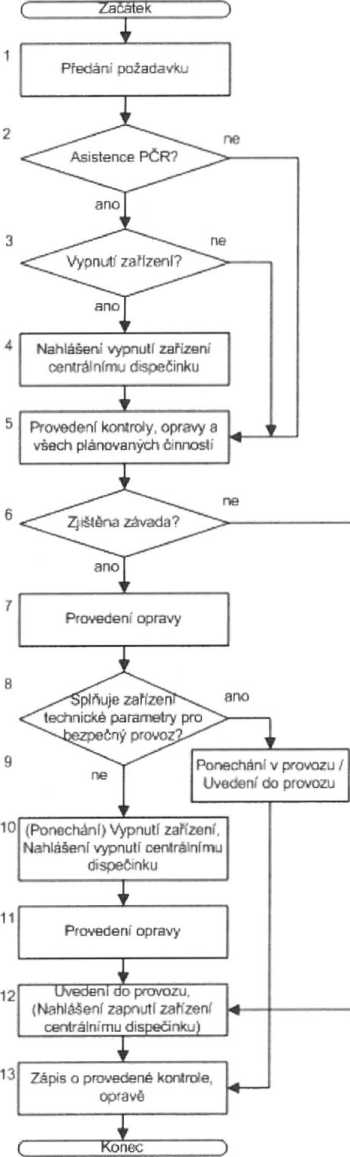 Začátek
1
Předání požadavku
2
Asistence PČR?
ne
ano
3
Vypnutí zařízení?
ne
ano
4
Nahlášení vypnutí zařízení
centrálnímu dispečinku
5
Provedení kontroly, opravy a
všech plánovaných činností
6
Zjištěna závada?
ne
ano
7
Provedení opravy
8
Splňuje zařízení
technické parametry pro
bezpečný provoz?
ano
9
ne
Ponechání v provozu /
Uvedení do provozu
10
(Ponechání) Vypnutí zařízení,
Nahlášení vypnutí centrálnímu
dispečinku
11
Provedení opravy
12
Uvedení do provozu,
(Nahlášení zapnutí zařízení
centrálnímu dispečinku)
13
Zápis o provedené kontrole,
opravě
Konec